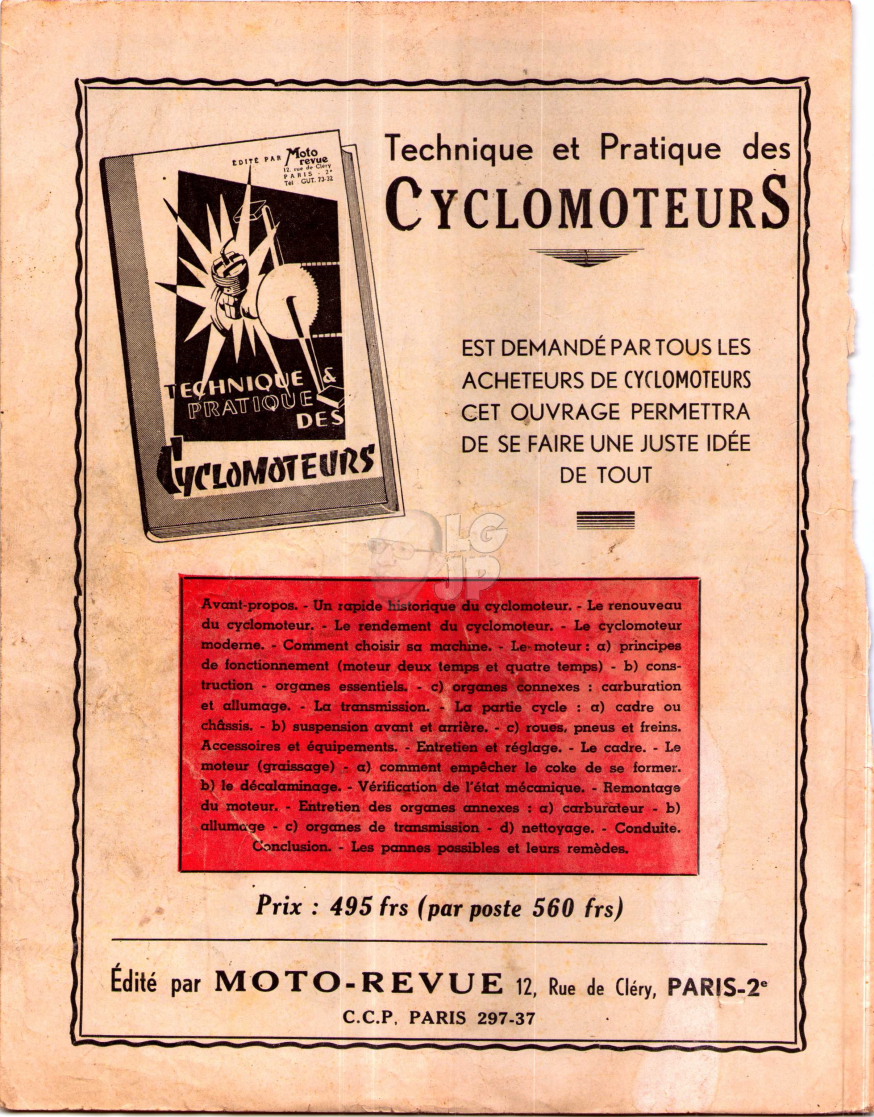 EDITÉ PAR Moto
revue
12, rue de Cléry
PARIS - 2e
Tél GUT. 73-32
TECHNIQUE &
PRATIQUE
DES
CYCLOMOTEURS
Technique et Pratique des
CYCLOMOTEURS
EST DEMANDÉ PAR TOUS LES
ACHETEURS DE CYCLOMOTEURS
CET OUVRAGE PERMETTRA
DE SE FAIRE UNE JUSTE IDÉE
DE TOUT
LG
JP
Avant-propos. - Un rapide historique du cyclomoteur. - Le renouveau
du cyclomoteur. - Le rendement du cyclomoteur. - Le cyclomoteur
moderne. - Comment choisir sa machine. - Le moteur : a) principes
de fonctionnement (moteur deux temps et quatre temps) - b) cons-
truction - organes essentiels. - c) organes connexes : carburation
et allumage. - La transmission. - La partie cycle : a) cadre ou
châssis. - b) suspension avant et arrière. - c) roues, pneus et freins.
Accessoires et équipements. - Entretien et réglage. - Le cadre. - Le
moteur (graissage) - a) comment empêcher le coke de se former.
b) le décalaminage. - Vérification de l'état mécanique. - Remontage
du moteur. - Entretien des organes annexes : a) carburateur - b)
allumage - c) organes de transmission - d) nettoyage. - Conduite.
Conclusion. - Les pannes possibles et leurs remèdes.
Prix : 495 frs (par poste 560 frs)
Édité par MOTO-REVUE 12, Rue de Cléry, PARIS-2e
C.C.P. PARIS 297-37